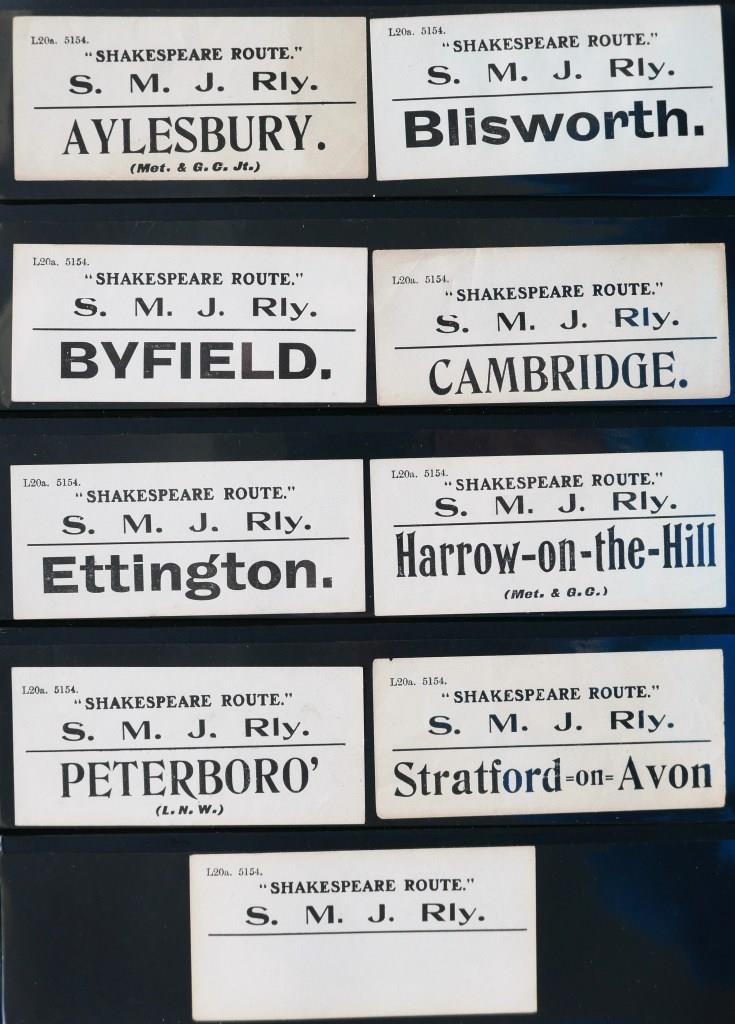 L20a. 5154.
"SHAKESPEARE ROUTE."
S. M. J. Rly.
AYLESBURY.
(Met. & G. C. Jt.)
L20a. 5154.
"SHAKESPEARE ROUTE."
S. M. J. Rly.
Blisworth.
L20a. 5154.
"SHAKESPEARE ROUTE."
S. M. J. Rly.
BYFIELD.
L20a. 5154.
"SHAKESPEARE ROUTE."
S. M. J. Rly.
CAMBRIDGE.
L20a. 5154.
"SHAKESPEARE ROUTE."
S. M. J. Rly.
Ettington.
L20a. 5154.
"SHAKESPEARE ROUTE."
S. M. J. Rly.
Harrow-on-the-Hill
(Met. & G.C.)
L20a. 5154.
"SHAKESPEARE ROUTE."
S. M. J. Rly.
PETERBORO'
(L. N. W.)
L20a. 5154.
"SHAKESPEARE ROUTE."
S. M. J. Rly.
Stratford=on=Avon
L20a. 5154.
"SHAKESPEARE ROUTE."
S. M. J. Rly.